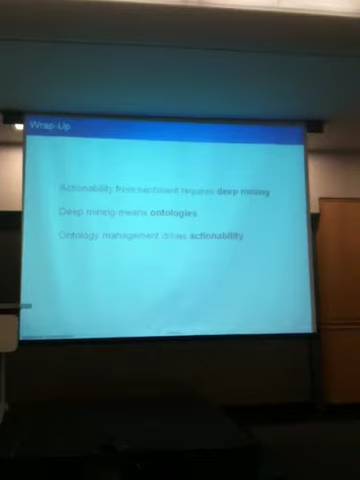 Wrap-Up
Actionability from sentiment requires deep mining
Deep mining means ontologies
Ontology management drives actionability